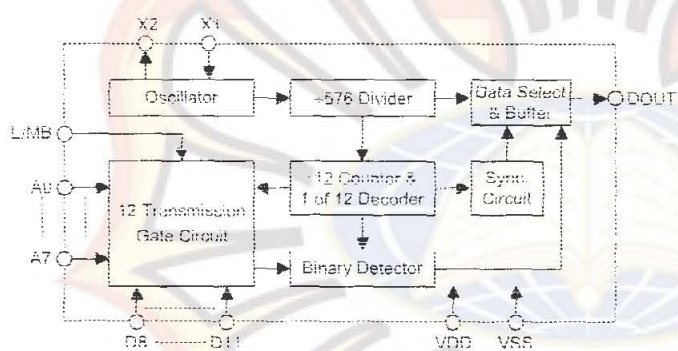 X2 X1
Oscillator
÷576 Divider
Data Select
& Buffer
DOUT
L/MB
A0
A7
12 Transmission
Gate Circuit
÷12 Counter &
1 of 12 Decoder
Sync.
Circuit
Binary Detector
D8 D11 VDD VSS